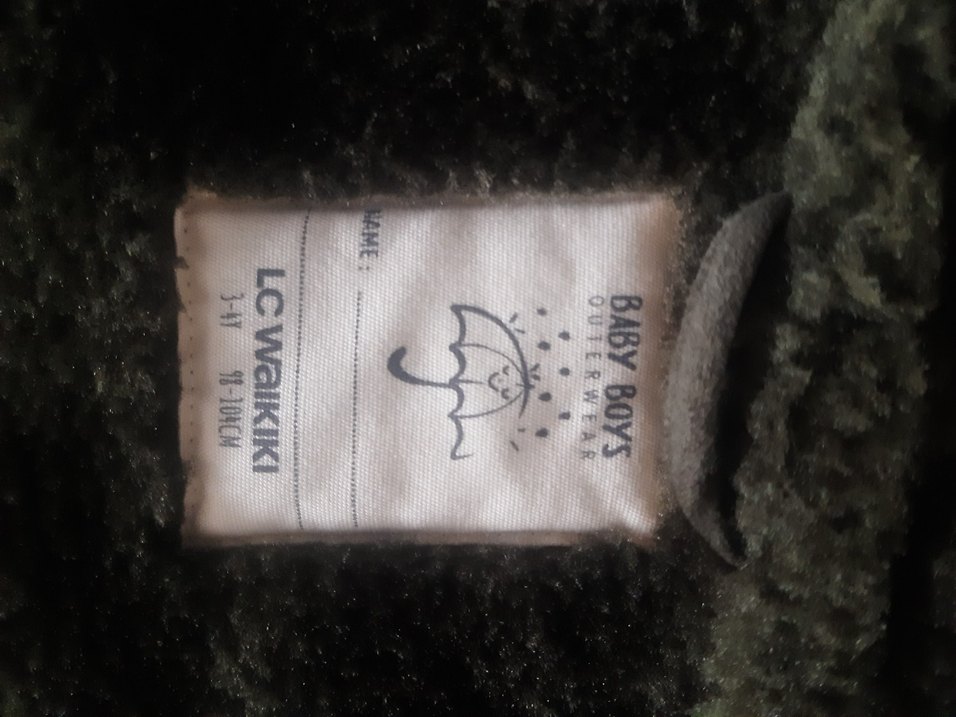 BABY BOYS
OUTERWEAR
NAME :
LC WAIKIKI
3-4Y 98-104CM